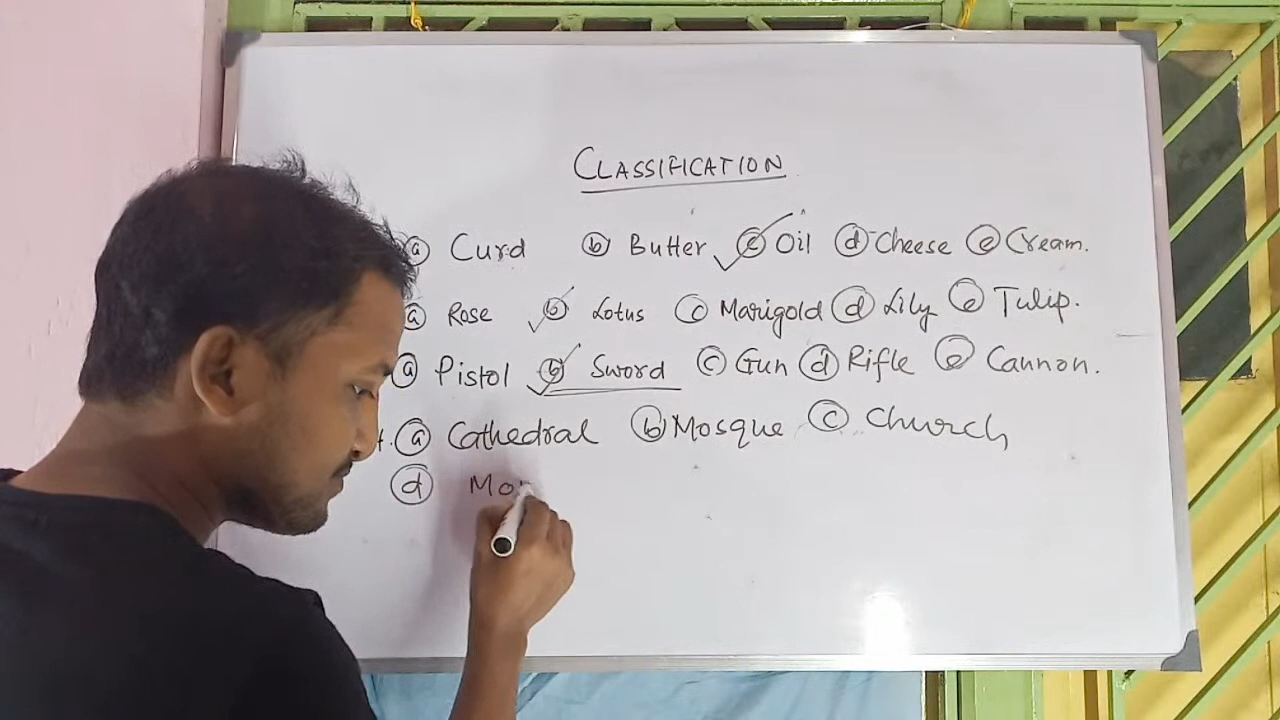 CLASSIFICATION
a Curd b Butter c Oil d Cheese e Cream.
a Rose b Lotus c Marigold d Lily e Tulip.
a Pistol b Sword c Gun d Rifle e Cannon.
4. a Cathedral b Mosque c Church
d